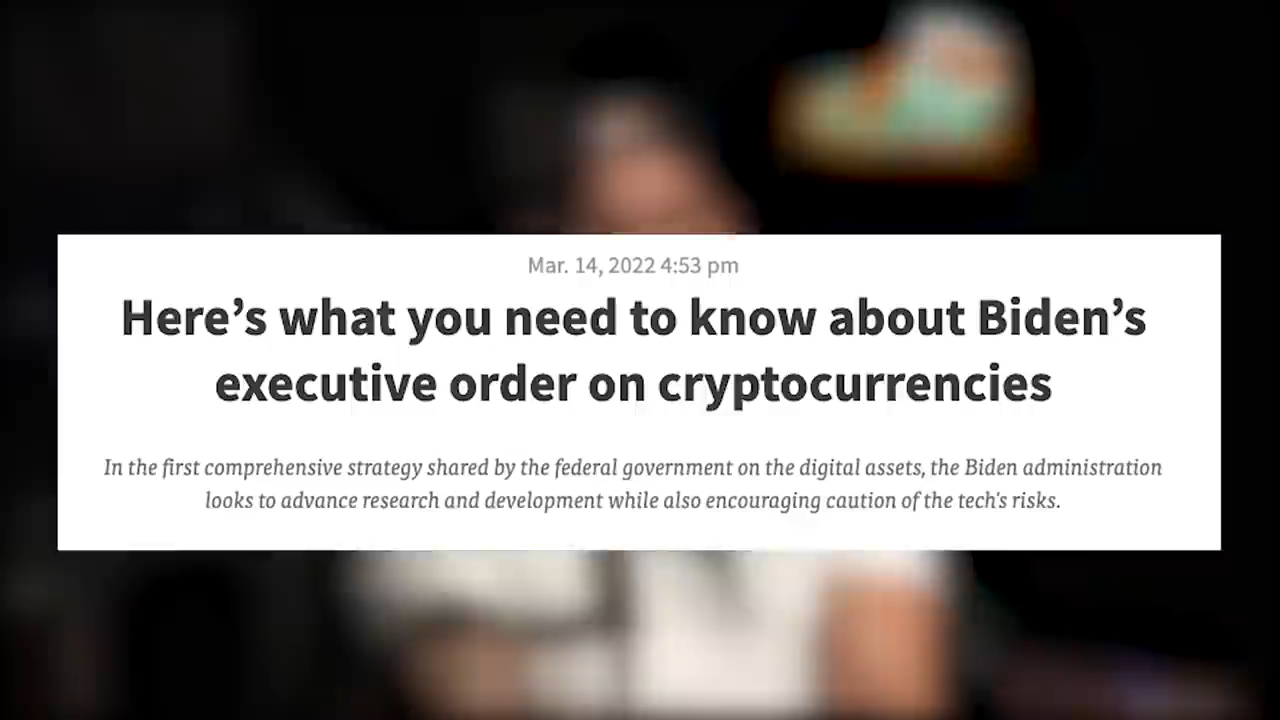 Mar. 14, 2022 4:53 pm
Here’s what you need to know about Biden’s
executive order on cryptocurrencies
In the first comprehensive strategy shared by the federal government on the digital assets, the Biden administration
looks to advance research and development while also encouraging caution of the tech's risks.